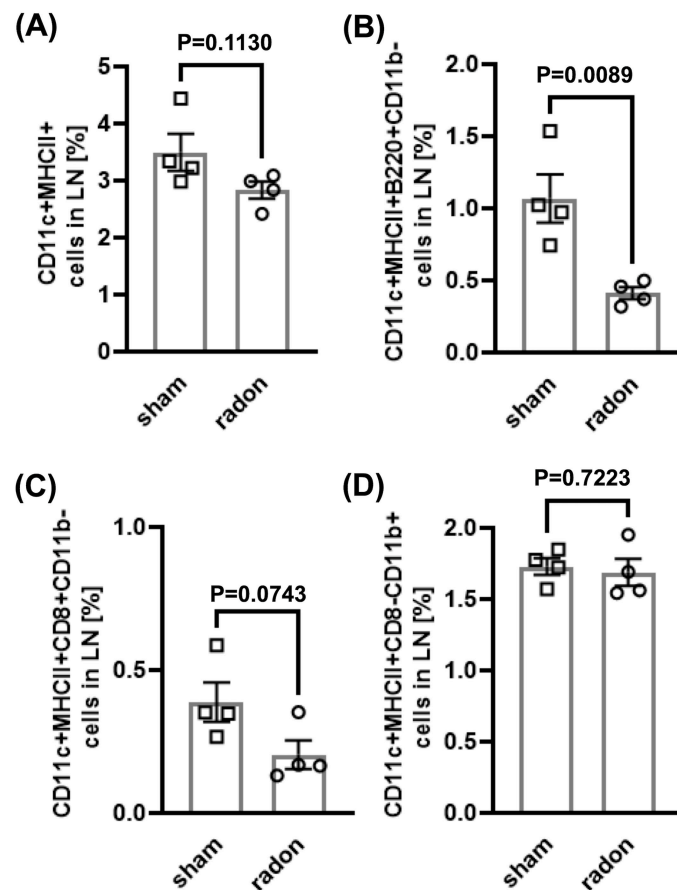 (A)
P=0.1130
CD11c+MHCII+
cells in LN [%]
5
4
3
2
1
0
sham
radon
(B)
P=0.0089
CD11c+MHCII+B220+CD11b-
cells in LN [%]
2.0
1.5
1.0
0.5
0.0
sham
radon
(C)
P=0.0743
CD11c+MHCII+CD8+CD11b-
cells in LN [%]
1.0
0.5
0.0
sham
radon
(D)
P=0.7223
CD11c+MHCII+CD8-CD11b+
cells in LN [%]
2.0
1.5
1.0
0.5
0.0
sham
radon